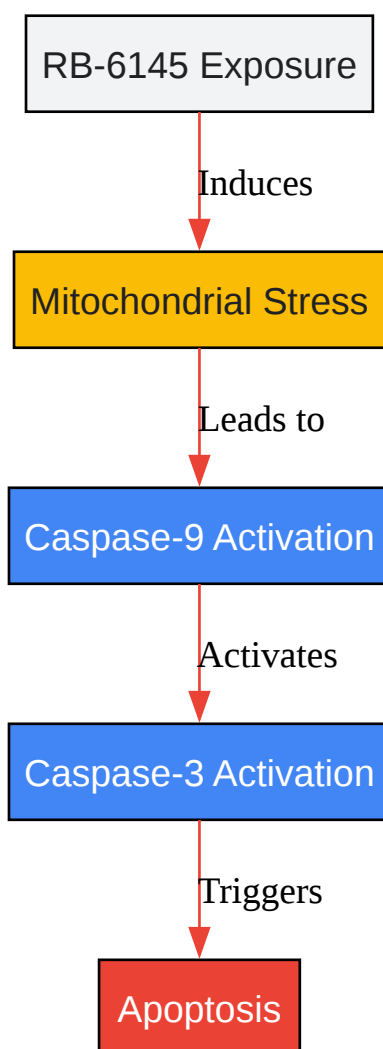 RB-6145 Exposure
Induces
Mitochondrial Stress
Leads to
Caspase-9 Activation
Activates
Caspase-3 Activation
Triggers
Apoptosis